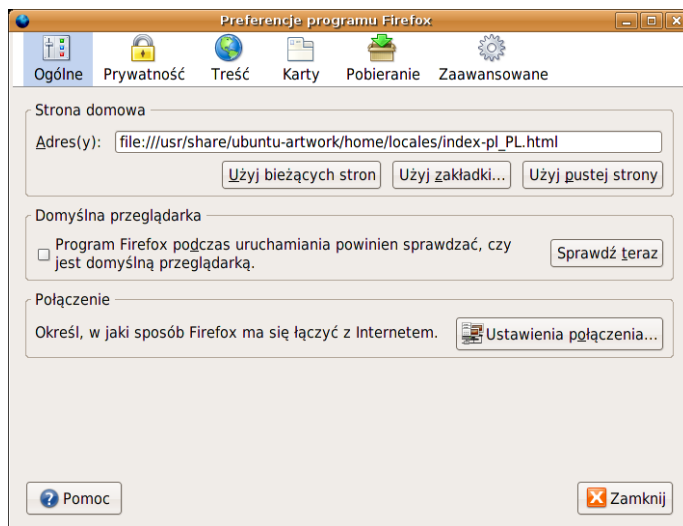 Preferencje programu Firefox
Ogólne Prywatność Treść Karty Pobieranie Zaawansowane
Strona domowa
Adres(y): file:///usr/share/ubuntu-artwork/home/locales/index-pl_PL.html
Użyj bieżących stron Użyj zakładki... Użyj pustej strony
Domyślna przeglądarka
Program Firefox podczas uruchamiania powinien sprawdzać, czy
jest domyślną przeglądarką.
Sprawdź teraz
Połączenie
Określ, w jaki sposób Firefox ma się łączyć z Internetem. Ustawienia połączenia...
Pomoc Zamknij